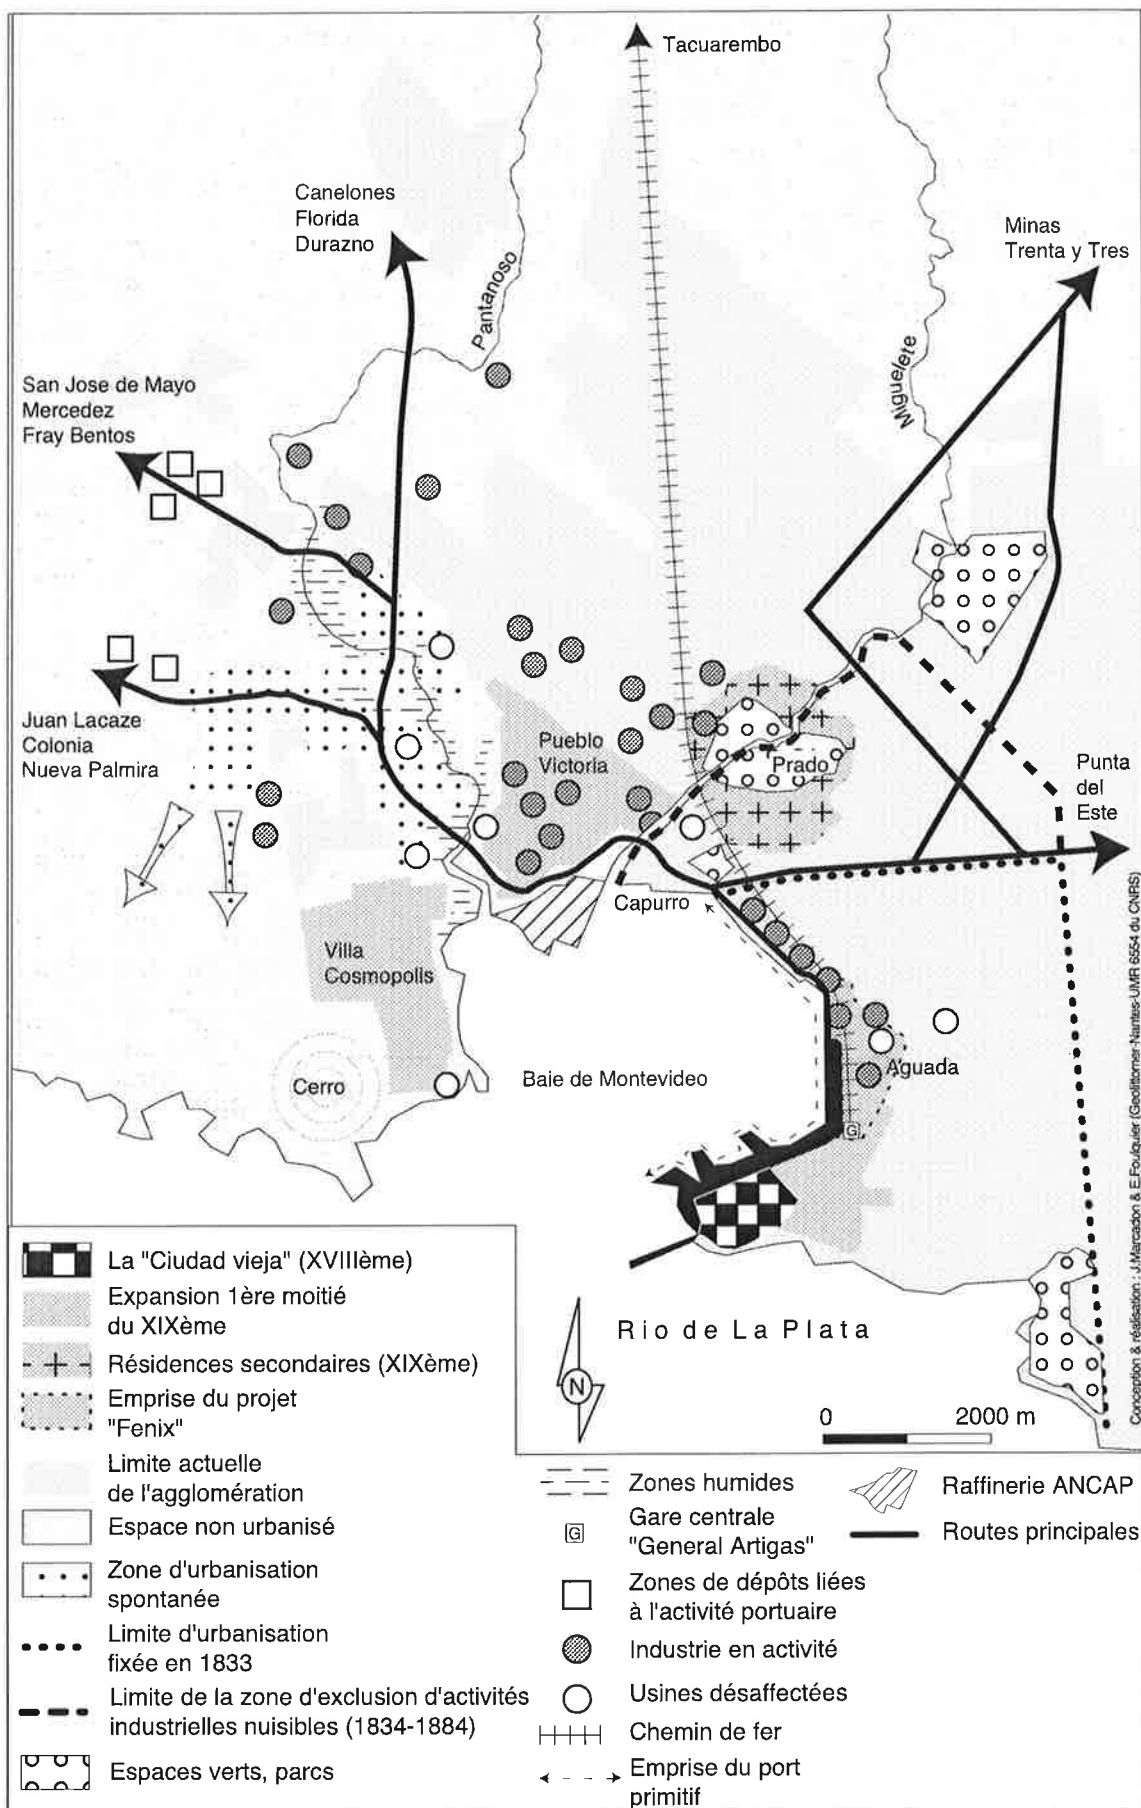 Tacuarembo
Canelones
Florida
Durazno
Minas
Trenta y Tres
Pantanoso
Miguelete
San Jose de Mayo
Mercedez
Fray Bentos
Juan Lacaze
Colonia
Nueva Palmira
Pueblo
Victoria
Prado
Punta
del
Este
Capurro
Villa
Cosmopolis
Cerro
Baie de Montevideo
Aguada
G
Rio de La Plata
N
0 2000 m
Conception & réalisation : J.Marcadon & E.Foulquier (Geolittomer-Nantes-UMR 6554 du CNRS)
La "Ciudad vieja" (XVIIIème)
Expansion 1ère moitié
du XIXème
Résidences secondaires (XIXème)
Emprise du projet
"Fenix"
Limite actuelle
de l'agglomération
Espace non urbanisé
Zone d'urbanisation
spontanée
Limite d'urbanisation
fixée en 1833
Limite de la zone d'exclusion d'activités
industrielles nuisibles (1834-1884)
Espaces verts, parcs
Zones humides
G
Gare centrale
"General Artigas"
Zones de dépôts liées
à l'activité portuaire
Industrie en activité
Usines désaffectées
Chemin de fer
Emprise du port
primitif
Raffinerie ANCAP
Routes principales